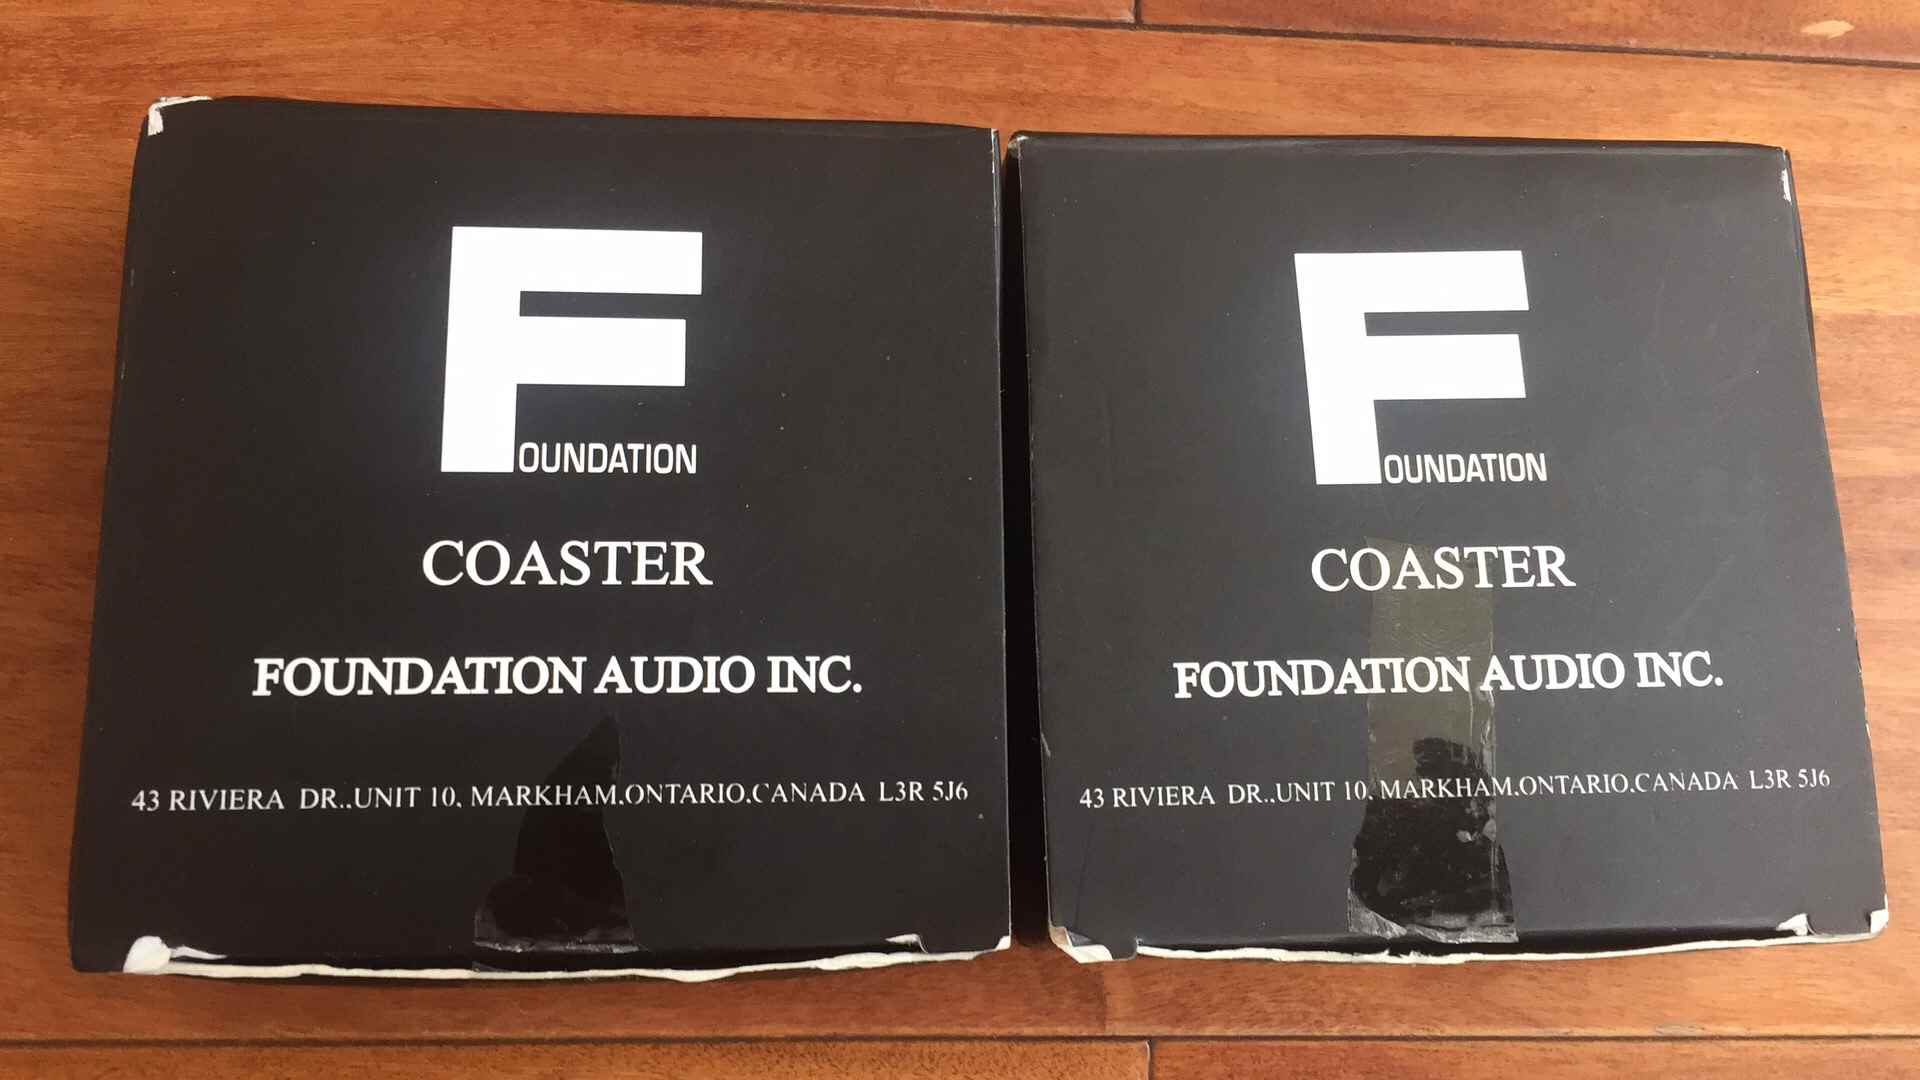 FOUNDATION
COASTER
FOUNDATION AUDIO INC.
43 RIVIERA DR.,UNIT 10, MARKHAM,ONTARIO,CANADA L3R 5J6
FOUNDATION
COASTER
FOUNDATION AUDIO INC.
43 RIVIERA DR.,UNIT 10, MARKHAM,ONTARIO,CANADA L3R 5J6